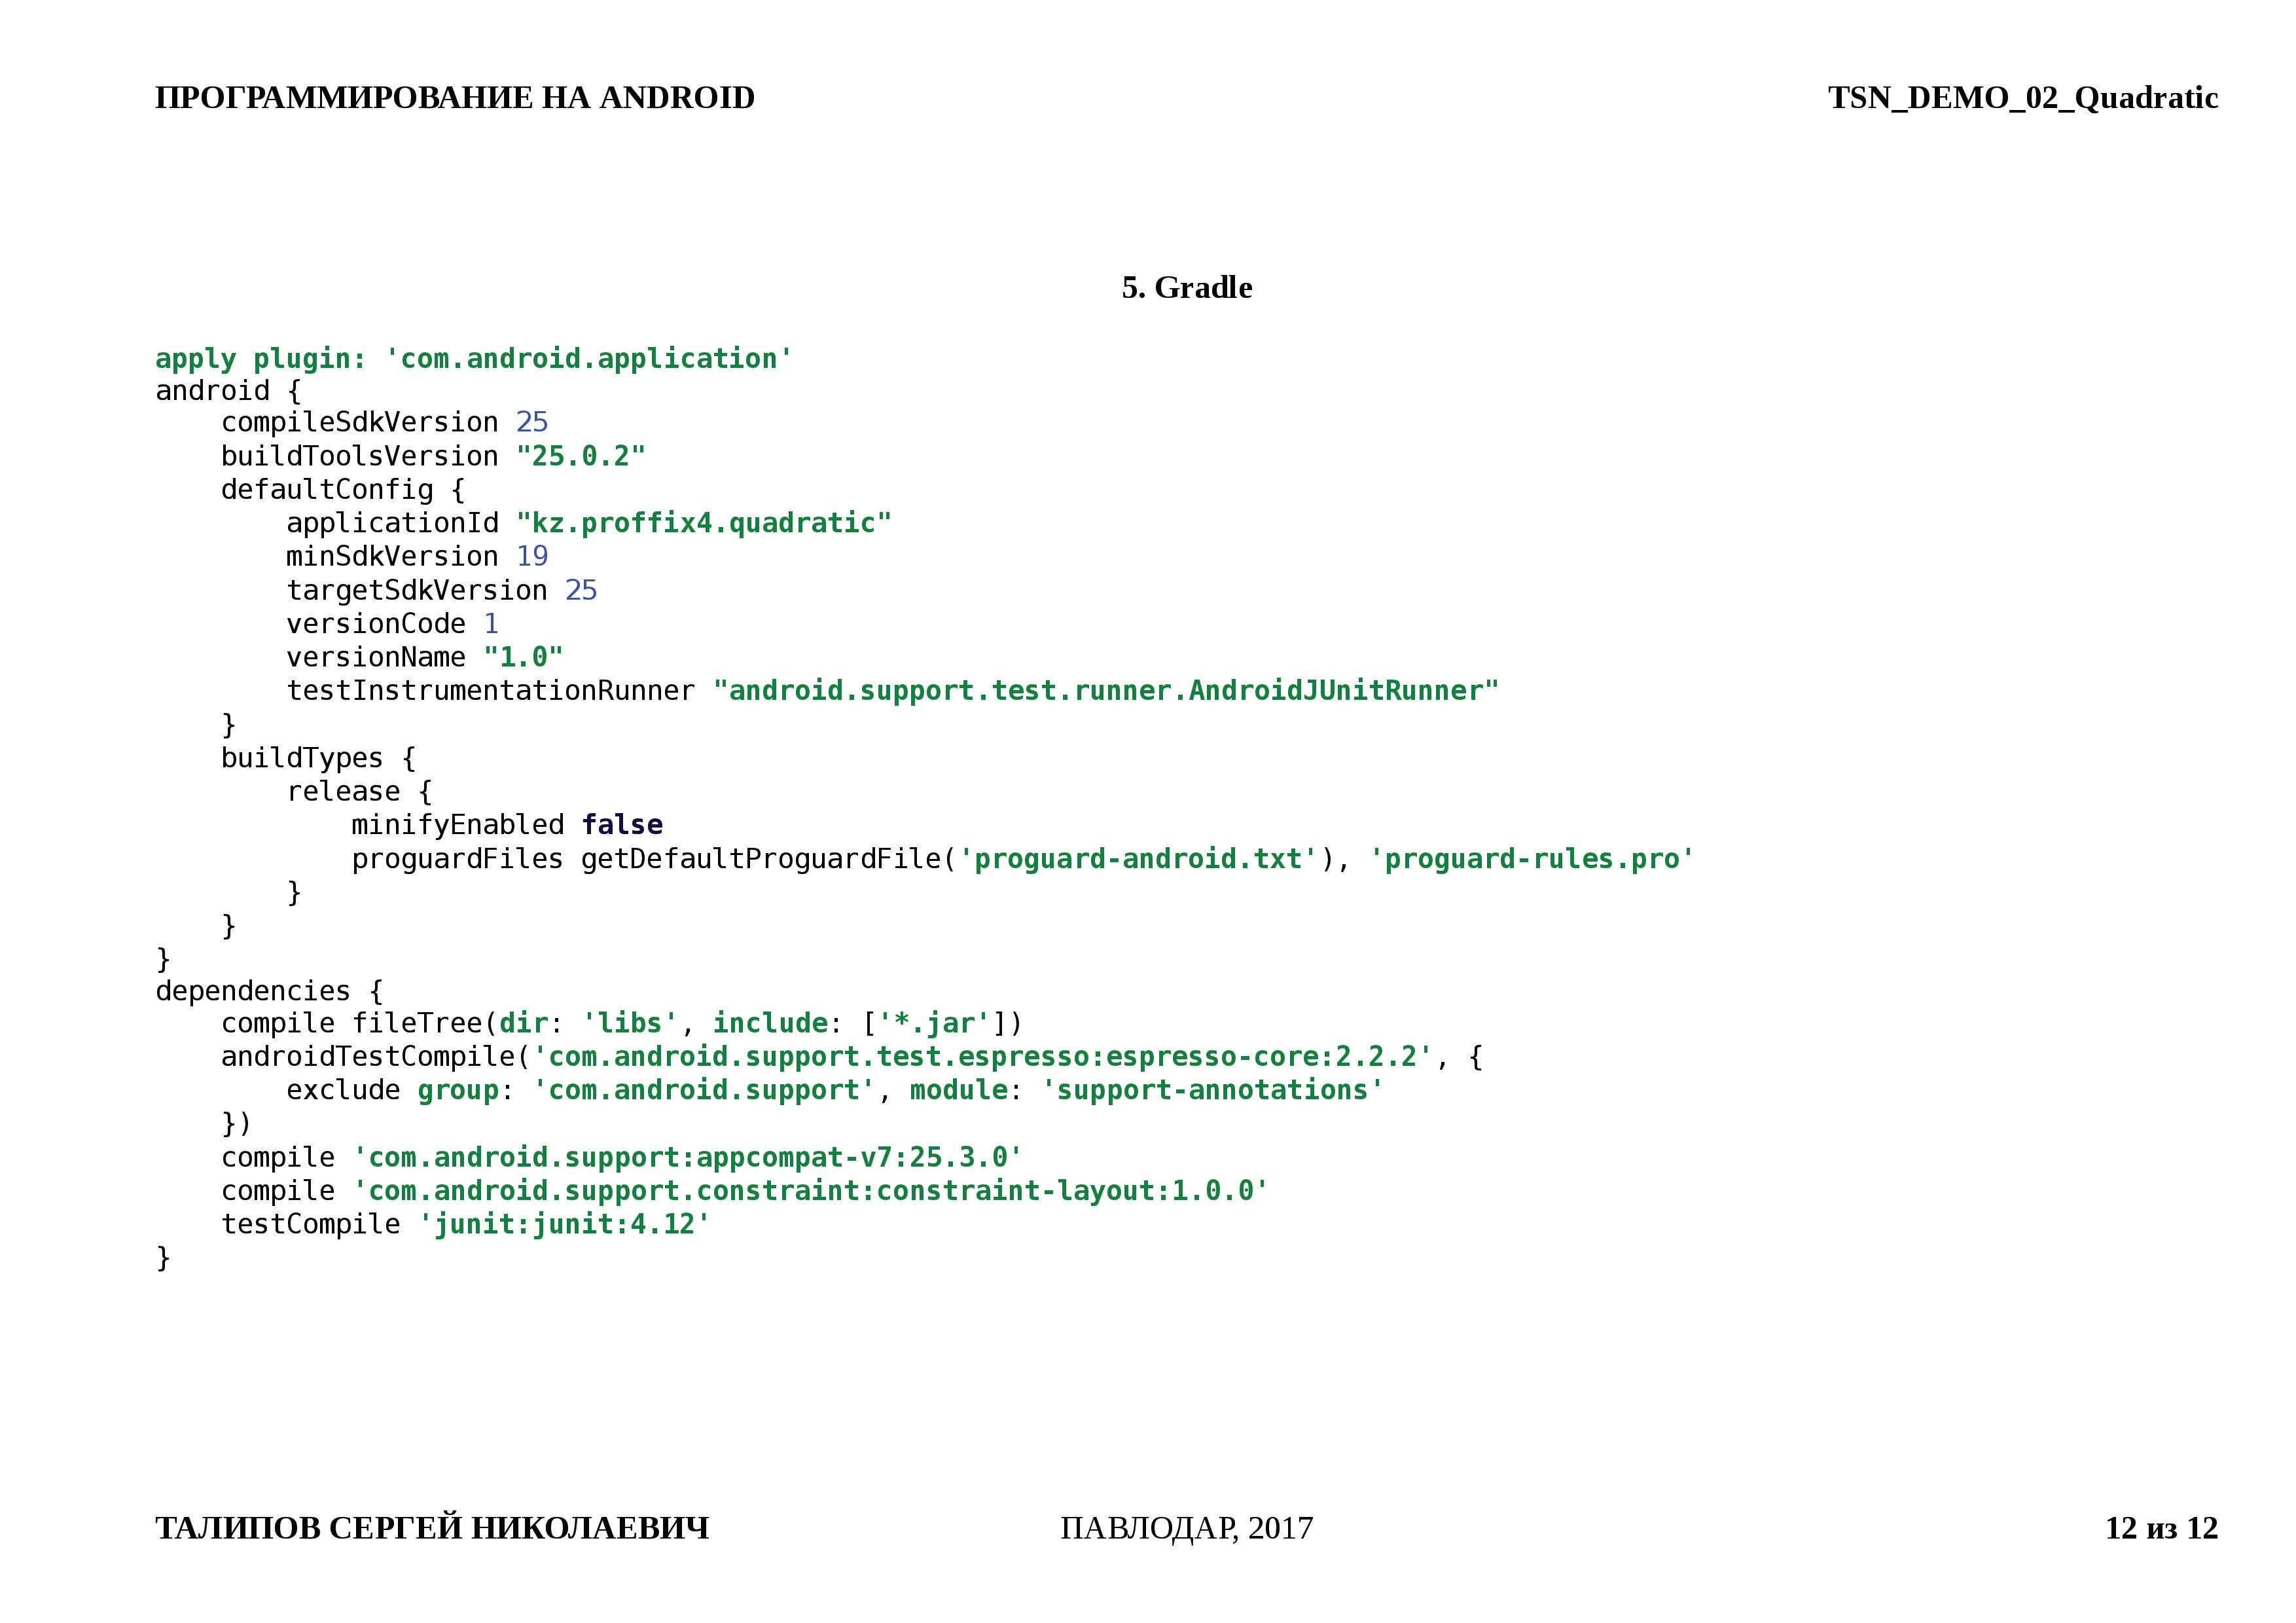 ПРОГРАММИРОВАНИЕ НА ANDROID
TSN_DEMO_02_Quadratic
5. Gradle
apply plugin: 'com.android.application'
android {
    compileSdkVersion 25
    buildToolsVersion "25.0.2"
    defaultConfig {
        applicationId "kz.proffix4.quadratic"
        minSdkVersion 19
        targetSdkVersion 25
        versionCode 1
        versionName "1.0"
        testInstrumentationRunner "android.support.test.runner.AndroidJUnitRunner"
    }
    buildTypes {
        release {
            minifyEnabled false
            proguardFiles getDefaultProguardFile('proguard-android.txt'), 'proguard-rules.pro'
        }
    }
}
dependencies {
    compile fileTree(dir: 'libs', include: ['*.jar'])
    androidTestCompile('com.android.support.test.espresso:espresso-core:2.2.2', {
        exclude group: 'com.android.support', module: 'support-annotations'
    })
    compile 'com.android.support:appcompat-v7:25.3.0'
    compile 'com.android.support.constraint:constraint-layout:1.0.0'
    testCompile 'junit:junit:4.12'
}
ТАЛИПОВ СЕРГЕЙ НИКОЛАЕВИЧ
ПАВЛОДАР, 2017
12 из 12